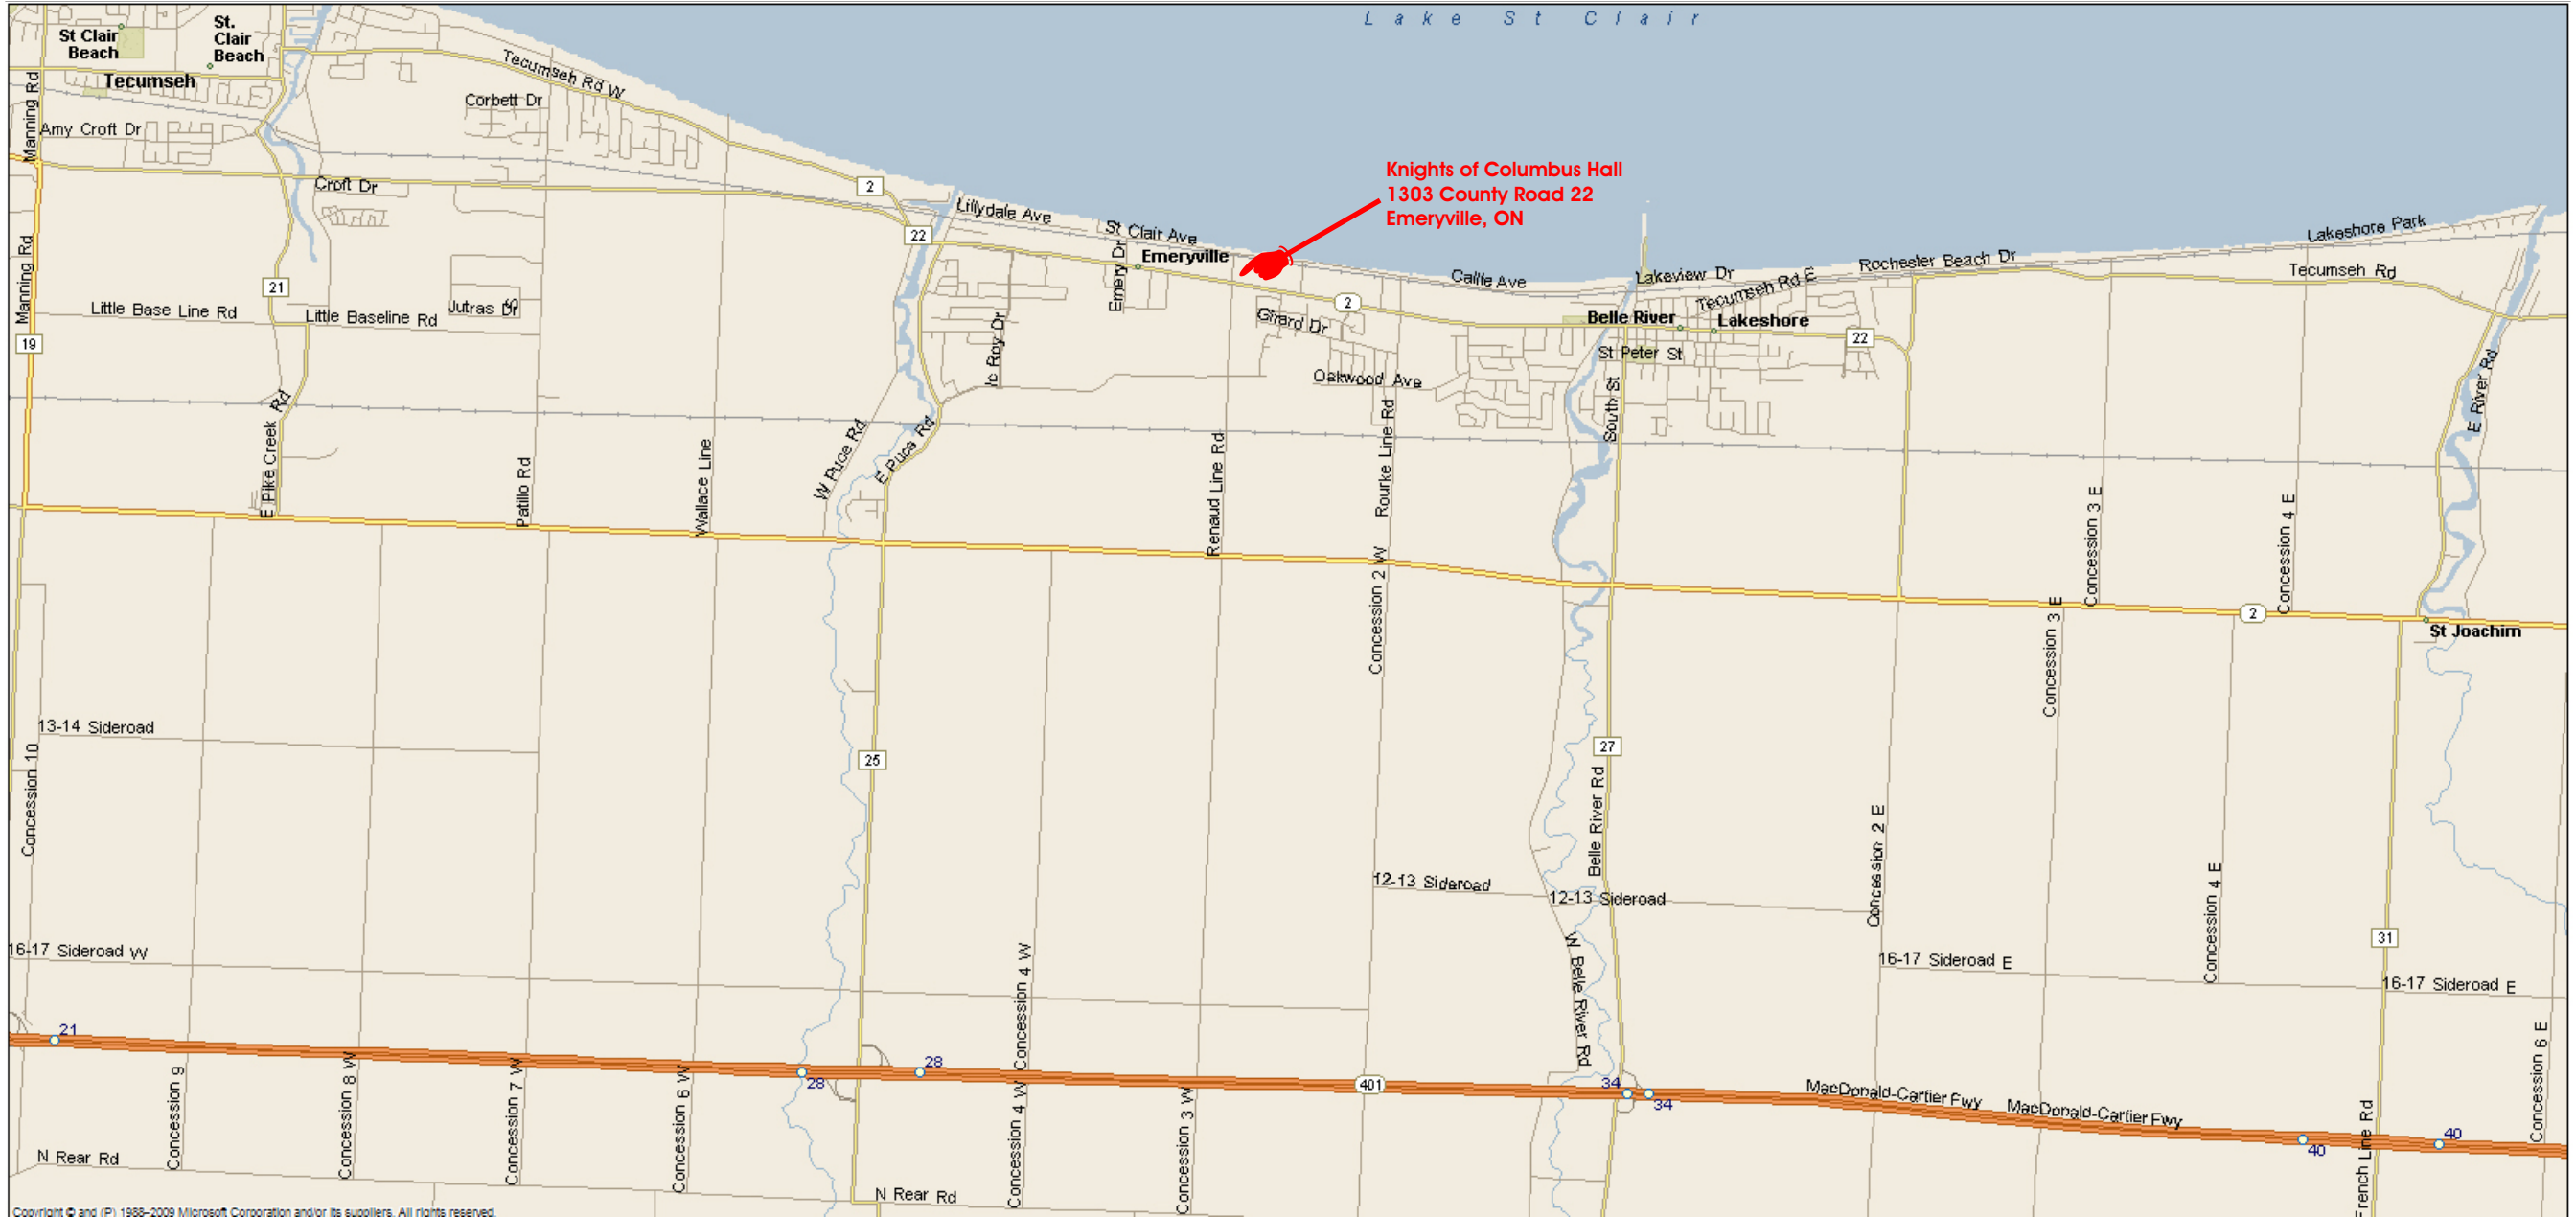 Lake St Clair
St Clair
Beach
St.
Clair
Beach
Tecumseh
Manning Rd
Amy Croft Dr
Tecumseh Rd W
Corbett Dr
Croft Dr
2
22
Lillydale Ave
St Clair Ave
Emery Dr
Emeryville
Knights of Columbus Hall
1303 County Road 22
Emeryville, ON
Caille Ave
2
Girard Dr
Lakeview Dr
Tecumseh Rd E
Rochester Beach Dr
Lakeshore Park
Tecumseh Rd
Belle River
Lakeshore
22
St Peter St
Oakwood Ave
Manning Rd
21
Little Base Line Rd
Little Baseline Rd
Jutras Dr
19
Roy Dr
South St
E River Rd
E Pike Creek Rd
Patillo Rd
Wallace Line
W Puce Rd
E Puce Rd
Renaud Line Rd
Rourke Line Rd
Concession 2 W
Concession 3 E
Concession 3 E
Concession 4 E
2
St Joachim
13-14 Sideroad
Concession 10
25
27
Belle River Rd
12-13 Sideroad
12-13 Sideroad
Concession 2 E
Concession 4 E
31
16-17 Sideroad W
16-17 Sideroad E
16-17 Sideroad E
Concession 4 W
W Belle River Rd
21
28
28
401
34
34
MacDonald-Cartier Fwy
MacDonald-Cartier Fwy
40
40
Concession 9
Concession 8 W
Concession 7 W
Concession 6 W
Concession 4 W
Concession 3 W
French Line Rd
Concession 6 E
N Rear Rd
N Rear Rd
Copyright © and (P) 1988–2009 Microsoft Corporation and/or its suppliers. All rights reserved.